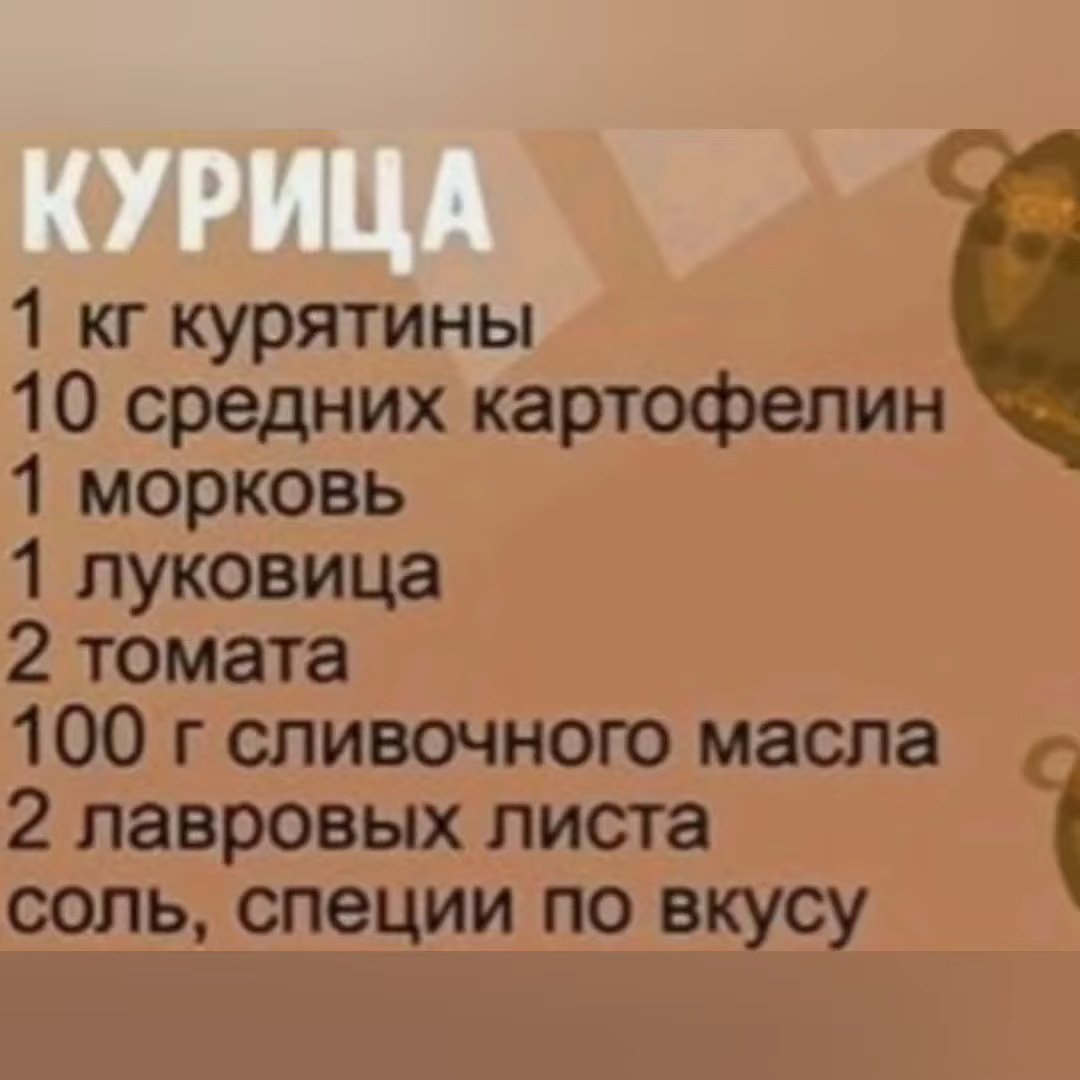 КУРИЦА
1 кг курятины
10 средних картофелин
1 морковь
1 луковица
2 томата
100 г сливочного масла
2 лавровых листа
соль, специи по вкусу